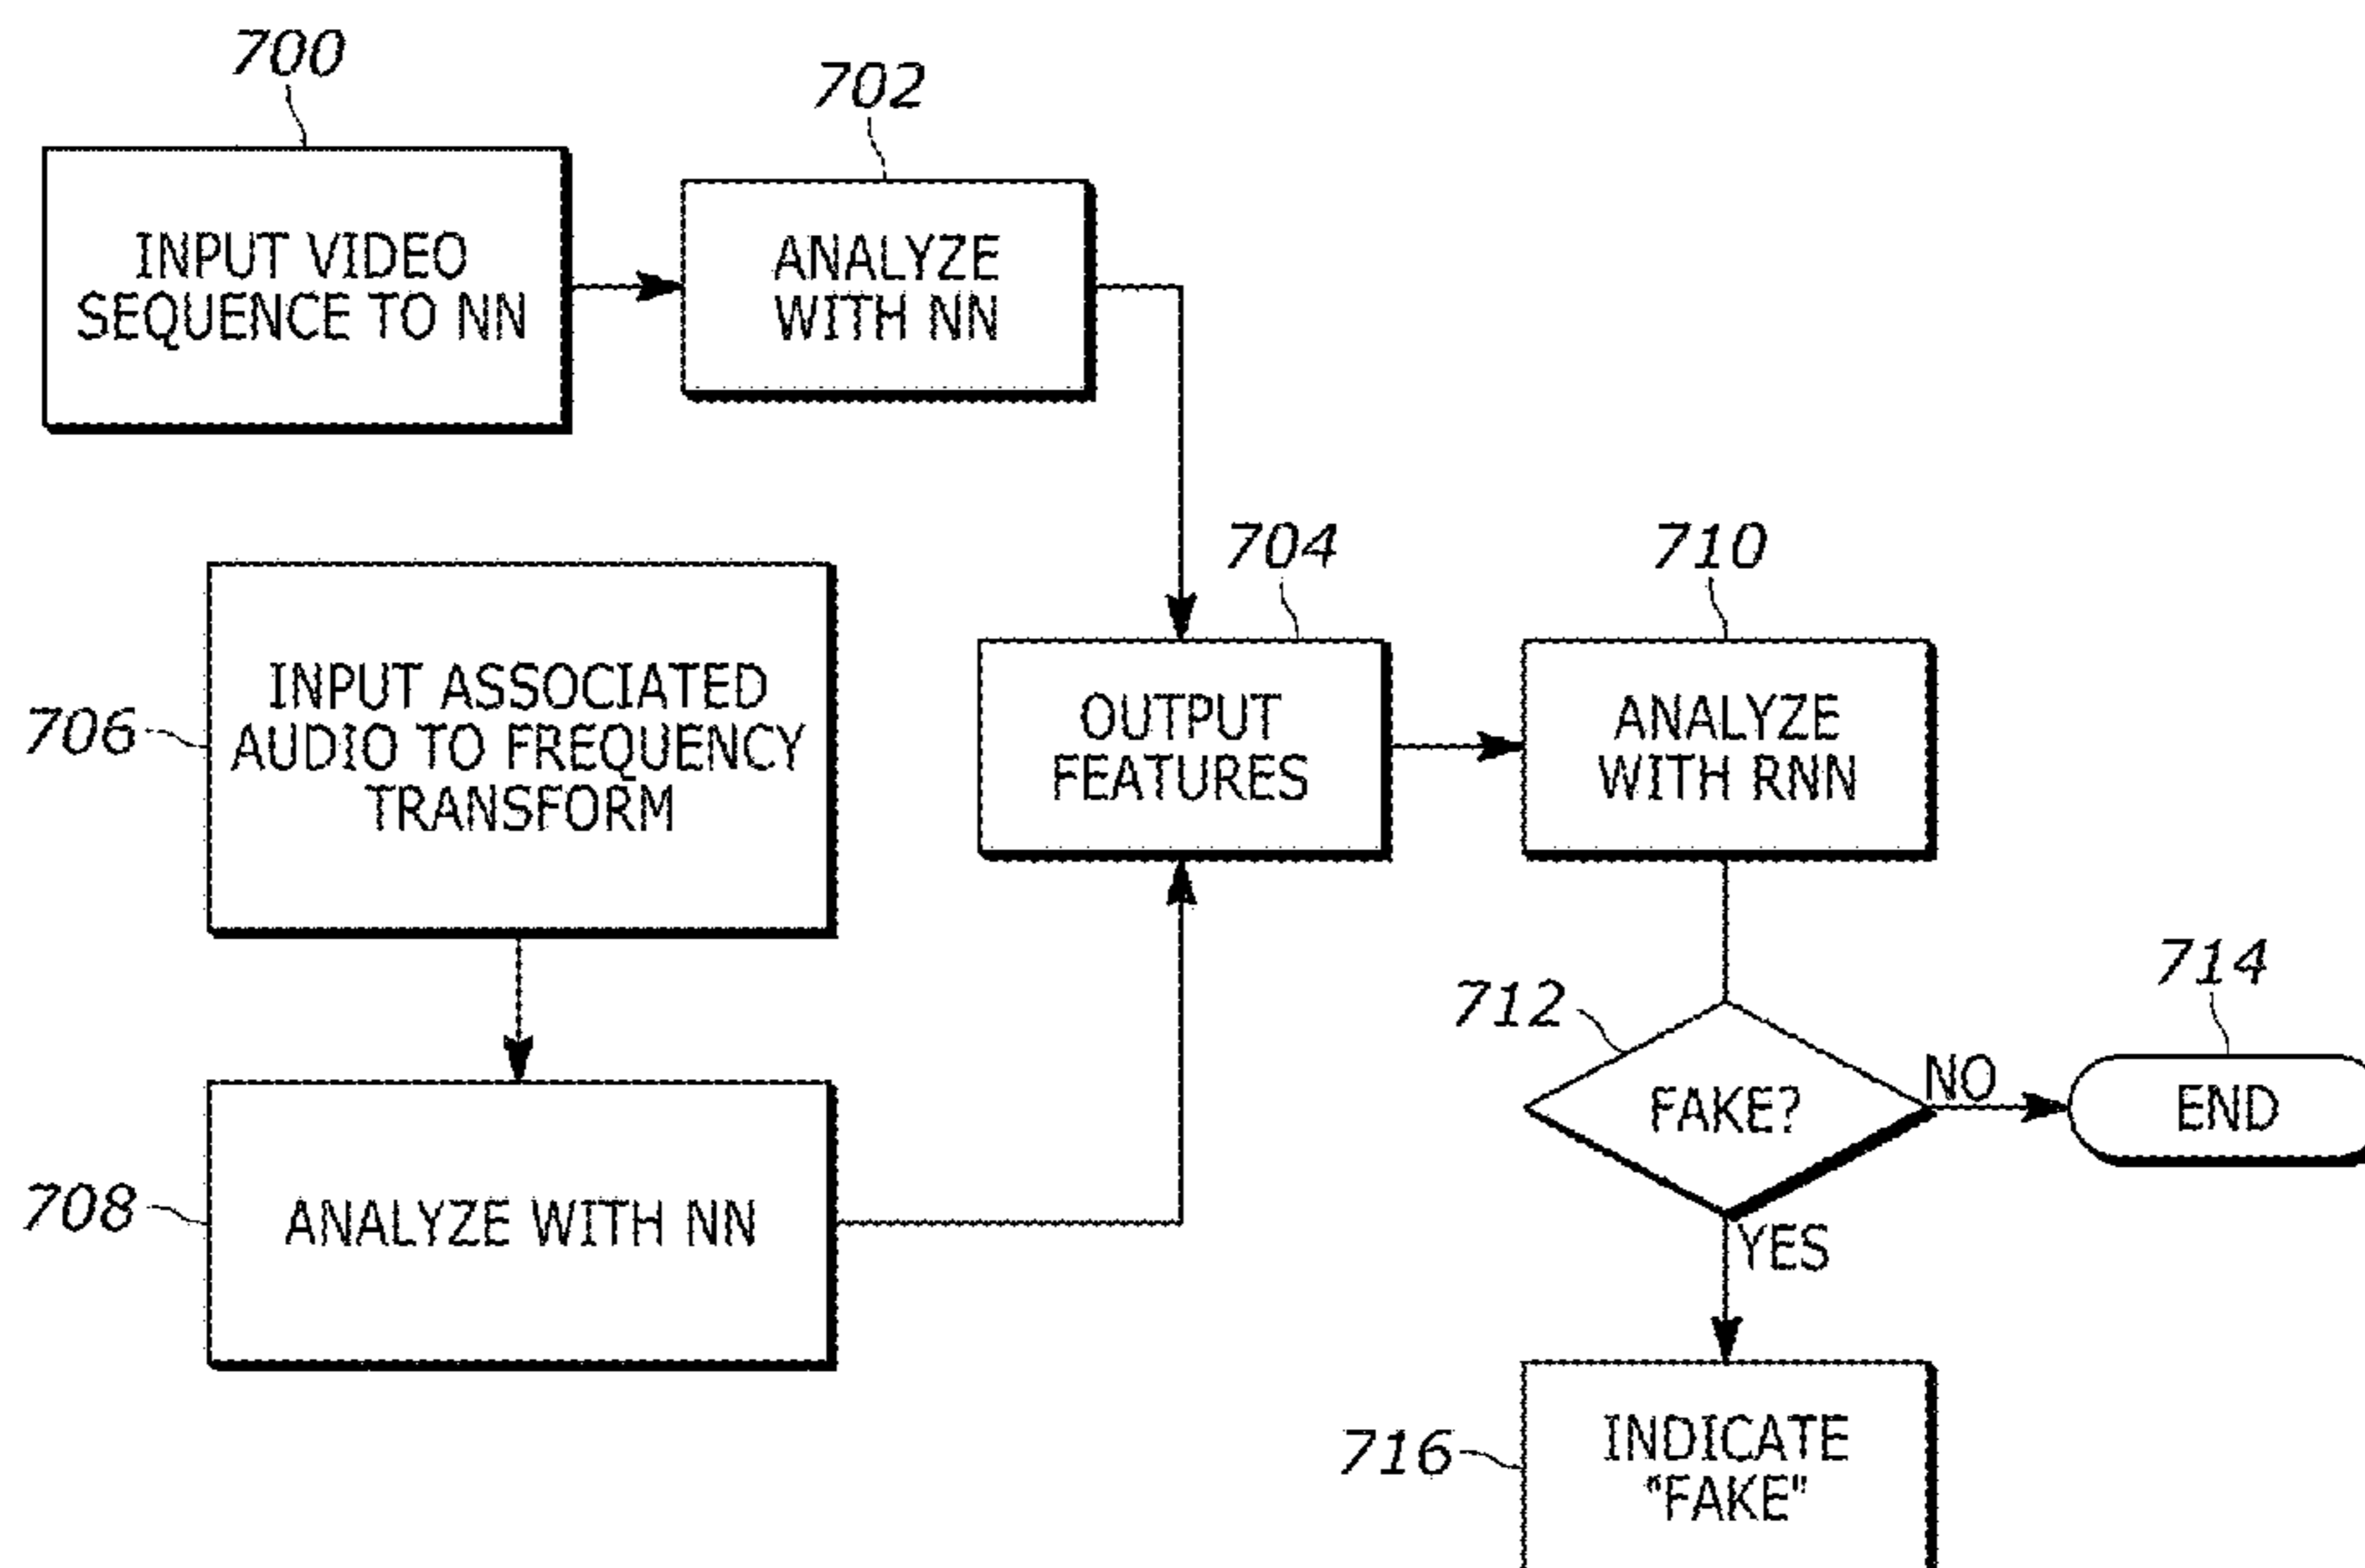 700
INPUT VIDEO
SEQUENCE TO NN
702
ANALYZE
WITH NN
704
OUTPUT
FEATURES
706
INPUT ASSOCIATED
AUDIO TO FREQUENCY
TRANSFORM
708
ANALYZE WITH NN
710
ANALYZE
WITH RNN
712
FAKE?
NO
714
END
YES
716
INDICATE
"FAKE"